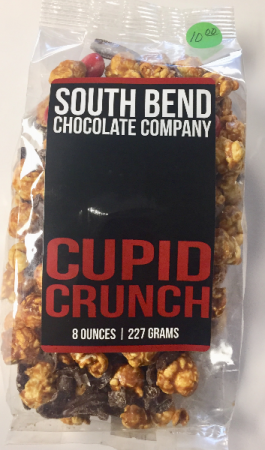 10.00
SOUTH BEND
CHOCOLATE COMPANY
CUPID
CRUNCH
8 OUNCES | 227 GRAMS